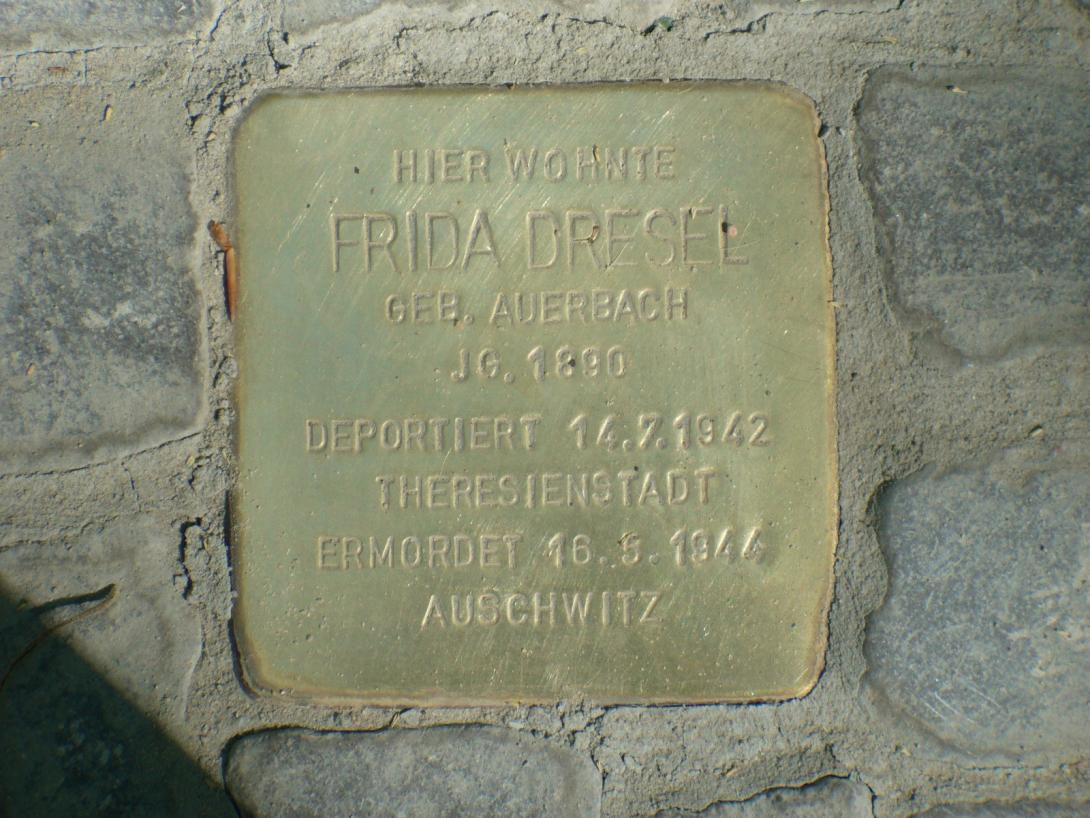 HIER WOHNTE
FRIDA DRESEL
GEB. AUERBACH
JG. 1890
DEPORTIERT 14.7.1942
THERESIENSTADT
ERMORDET 16.5.1944
AUSCHWITZ